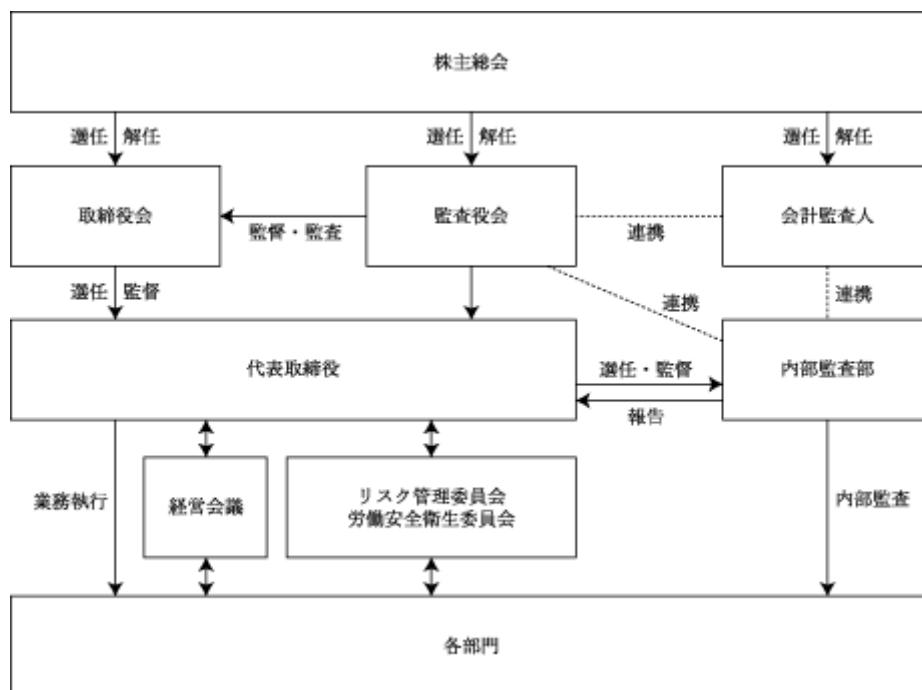 株主総会
選任 解任
選任 解任
選任 解任
取締役会
監査役会
会計監査人
監督・監査
連携
選任 監督
連携
連携
代表取締役
選任・監督
内部監査部
報告
業務執行
経営会議
リスク管理委員会
労働安全衛生委員会
内部監査
各部門